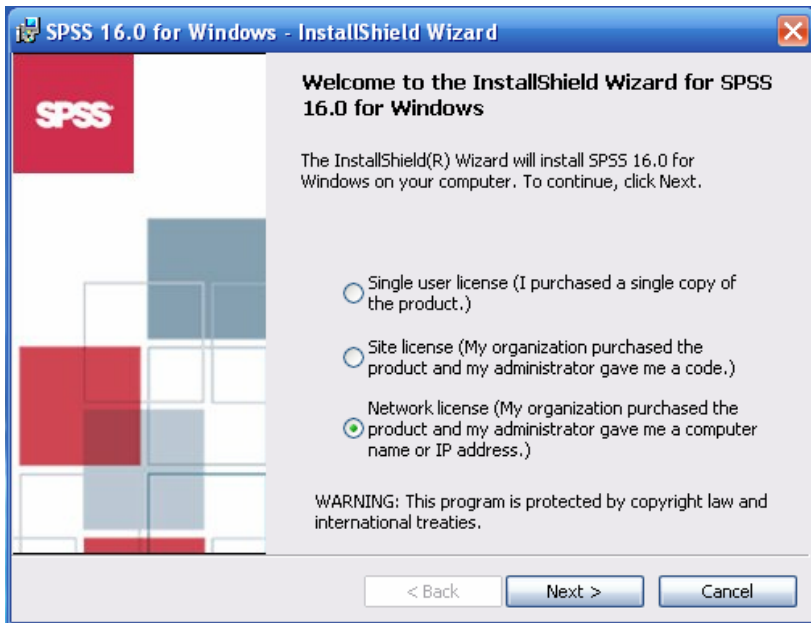 SPSS 16.0 for Windows - InstallShield Wizard
SPSS
Welcome to the InstallShield Wizard for SPSS
16.0 for Windows
The InstallShield(R) Wizard will install SPSS 16.0 for
Windows on your computer. To continue, click Next.
Single user license (I purchased a single copy of
the product.)
Site license (My organization purchased the
product and my administrator gave me a code.)
Network license (My organization purchased the
product and my administrator gave me a computer
name or IP address.)
WARNING: This program is protected by copyright law and
international treaties.
< Back
Next >
Cancel